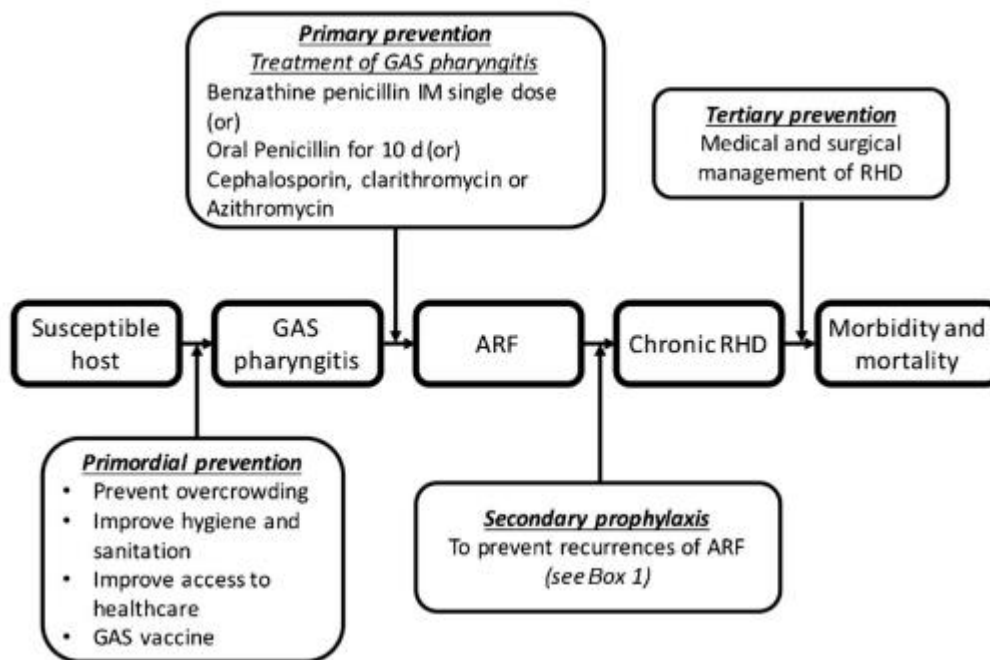 Primary prevention
Treatment of GAS pharyngitis
Benzathine penicillin IM single dose
(or)
Oral Penicillin for 10 d (or)
Cephalosporin, clarithromycin or
Azithromycin
Tertiary prevention
Medical and surgical
management of RHD
Susceptible
host
GAS
pharyngitis
ARF
Chronic RHD
Morbidity and
mortality
Primordial prevention
• Prevent overcrowding
• Improve hygiene and
sanitation
• Improve access to
healthcare
• GAS vaccine
Secondary prophylaxis
To prevent recurrences of ARF
(see Box 1)